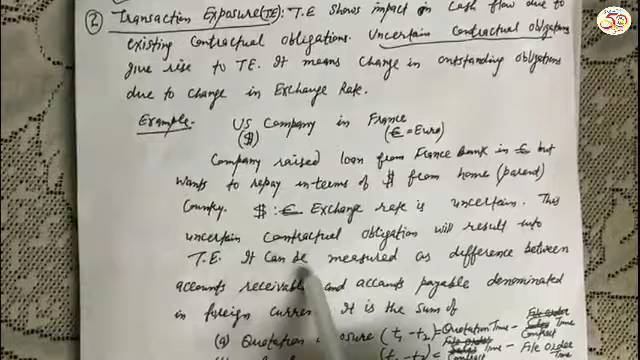 ② Transaction Exposure (TE): T.E shows impact on cash flow due to
existing contractual obligations. Uncertain Contractual obligations
give rise to TE. It means change in outstanding obligations
due to change in Exchange Rate.
Example. US Company in France
($) (€ = Euro)
Company raised loan from France Bank in € but
wants to repay in-terms of $ from home (parent)
Country. $ : € Exchange rate is uncertain. This
uncertain contractual obligation will result into
T.E. It can be measured as difference between
accounts receivable and accounts payable denominated
in foreign It is the sum of
(a) Quotation (t1 - t2) = Quotation Time -
(t1 - t2) = Time - File Order